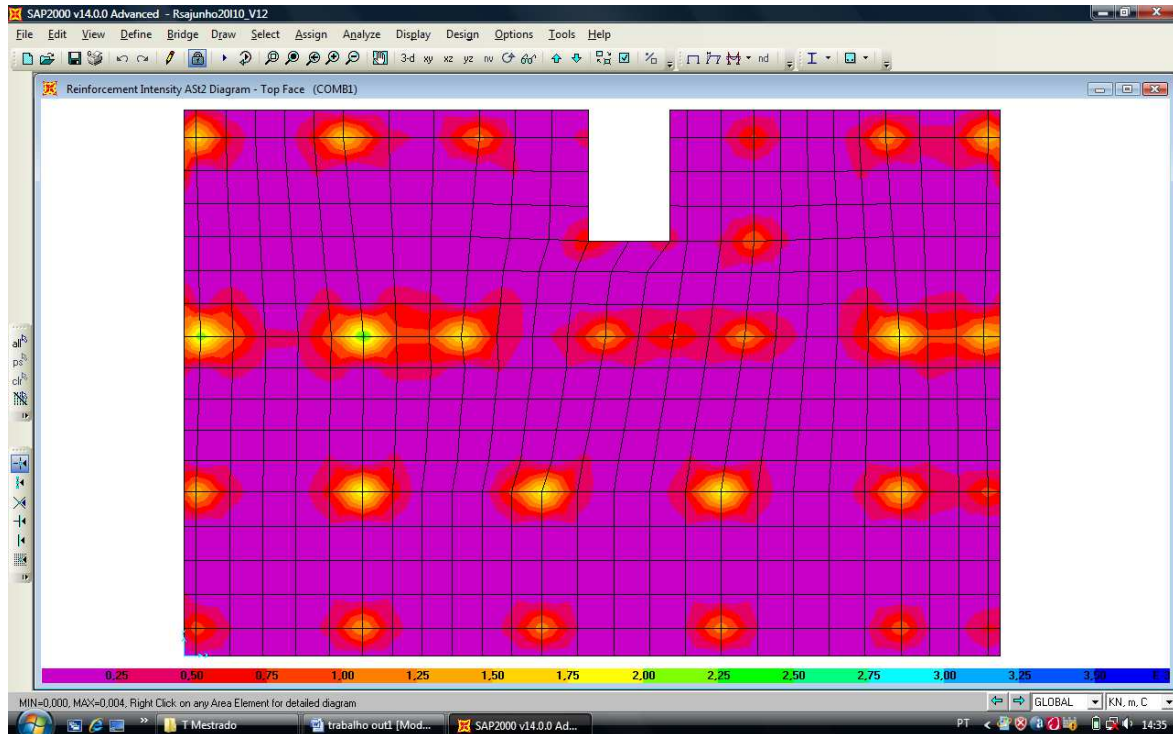 SAP2000 v14.0.0 Advanced - Rsajunho20l10_V12
File Edit View Define Bridge Draw Select Assign Analyze Display Design Options Tools Help
3-d xy xz yz nv nd
Reinforcement Intensity ASt2 Diagram - Top Face (COMB1)
all
ps
clr
0,25 0,50 0,75 1,00 1,25 1,50 1,75 2,00 2,25 2,50 2,75 3,00 3,25 3,50
MIN=0,000, MAX=0,004, Right Click on any Area Element for detailed diagram
GLOBAL KN, m, C
T Mestrado trabalho out1 [Mod... SAP2000 v14.0.0 Ad... PT 14:35